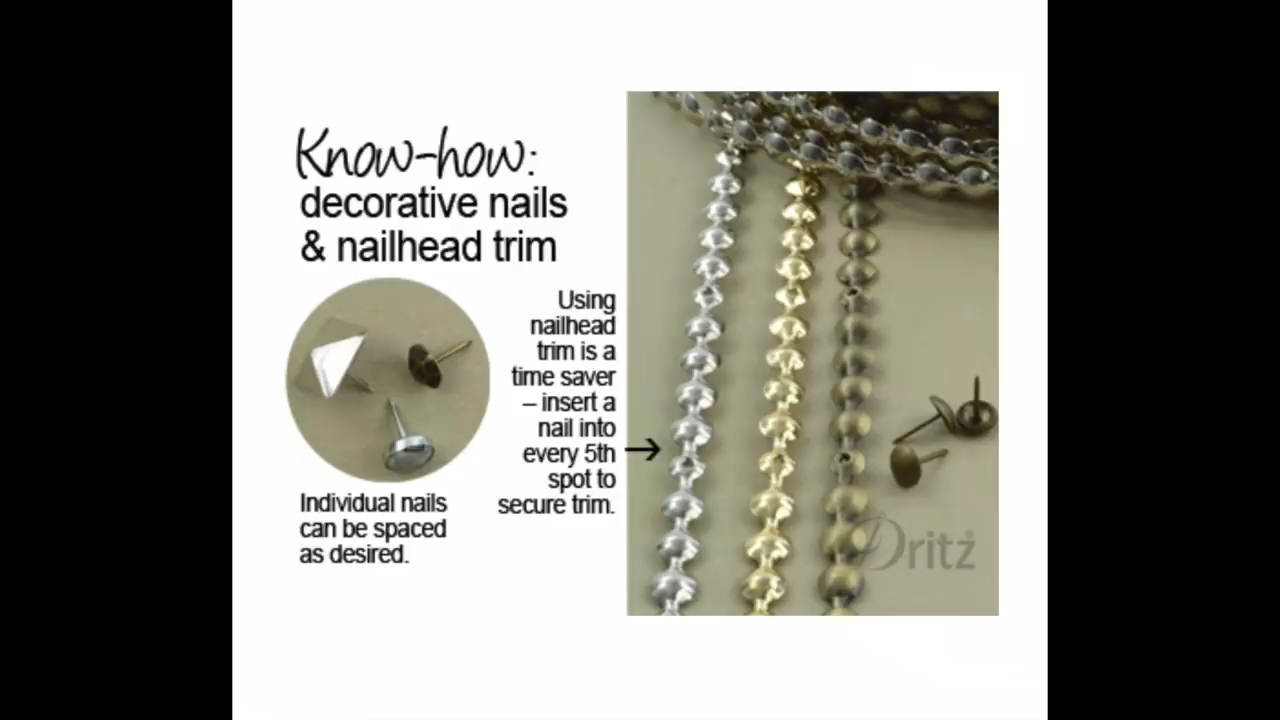 Know-how:
decorative nails
& nailhead trim
Using
nailhead
trim is a
time saver
– insert a
nail into
every 5th
spot to
secure trim.
Individual nails
can be spaced
as desired.
Dritz